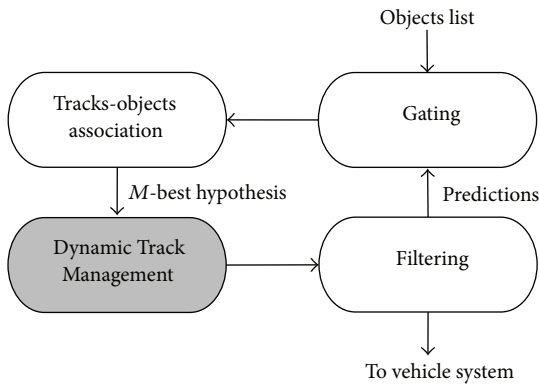 Objects list
Tracks-objects
association
Gating
M-best hypothesis
Predictions
Dynamic Track
Management
Filtering
To vehicle system